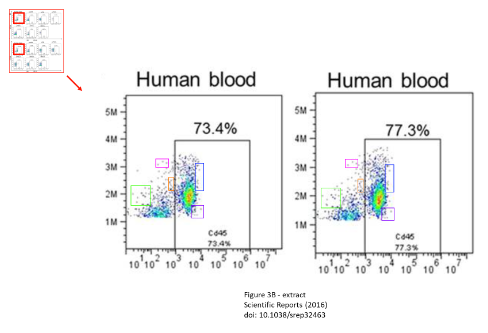 Human blood
73.4%
5M
4M
3M
2M
1M
Cd45
73.4%
10¹ 10² 10³ 10⁴ 10⁵ 10⁶ 10⁷
Human blood
77.3%
5M
4M
3M
2M
1M
Cd45
77.3%
10¹ 10² 10³ 10⁴ 10⁵ 10⁶ 10⁷
Figure 3B - extract
Scientific Reports (2016)
doi: 10.1038/srep32463